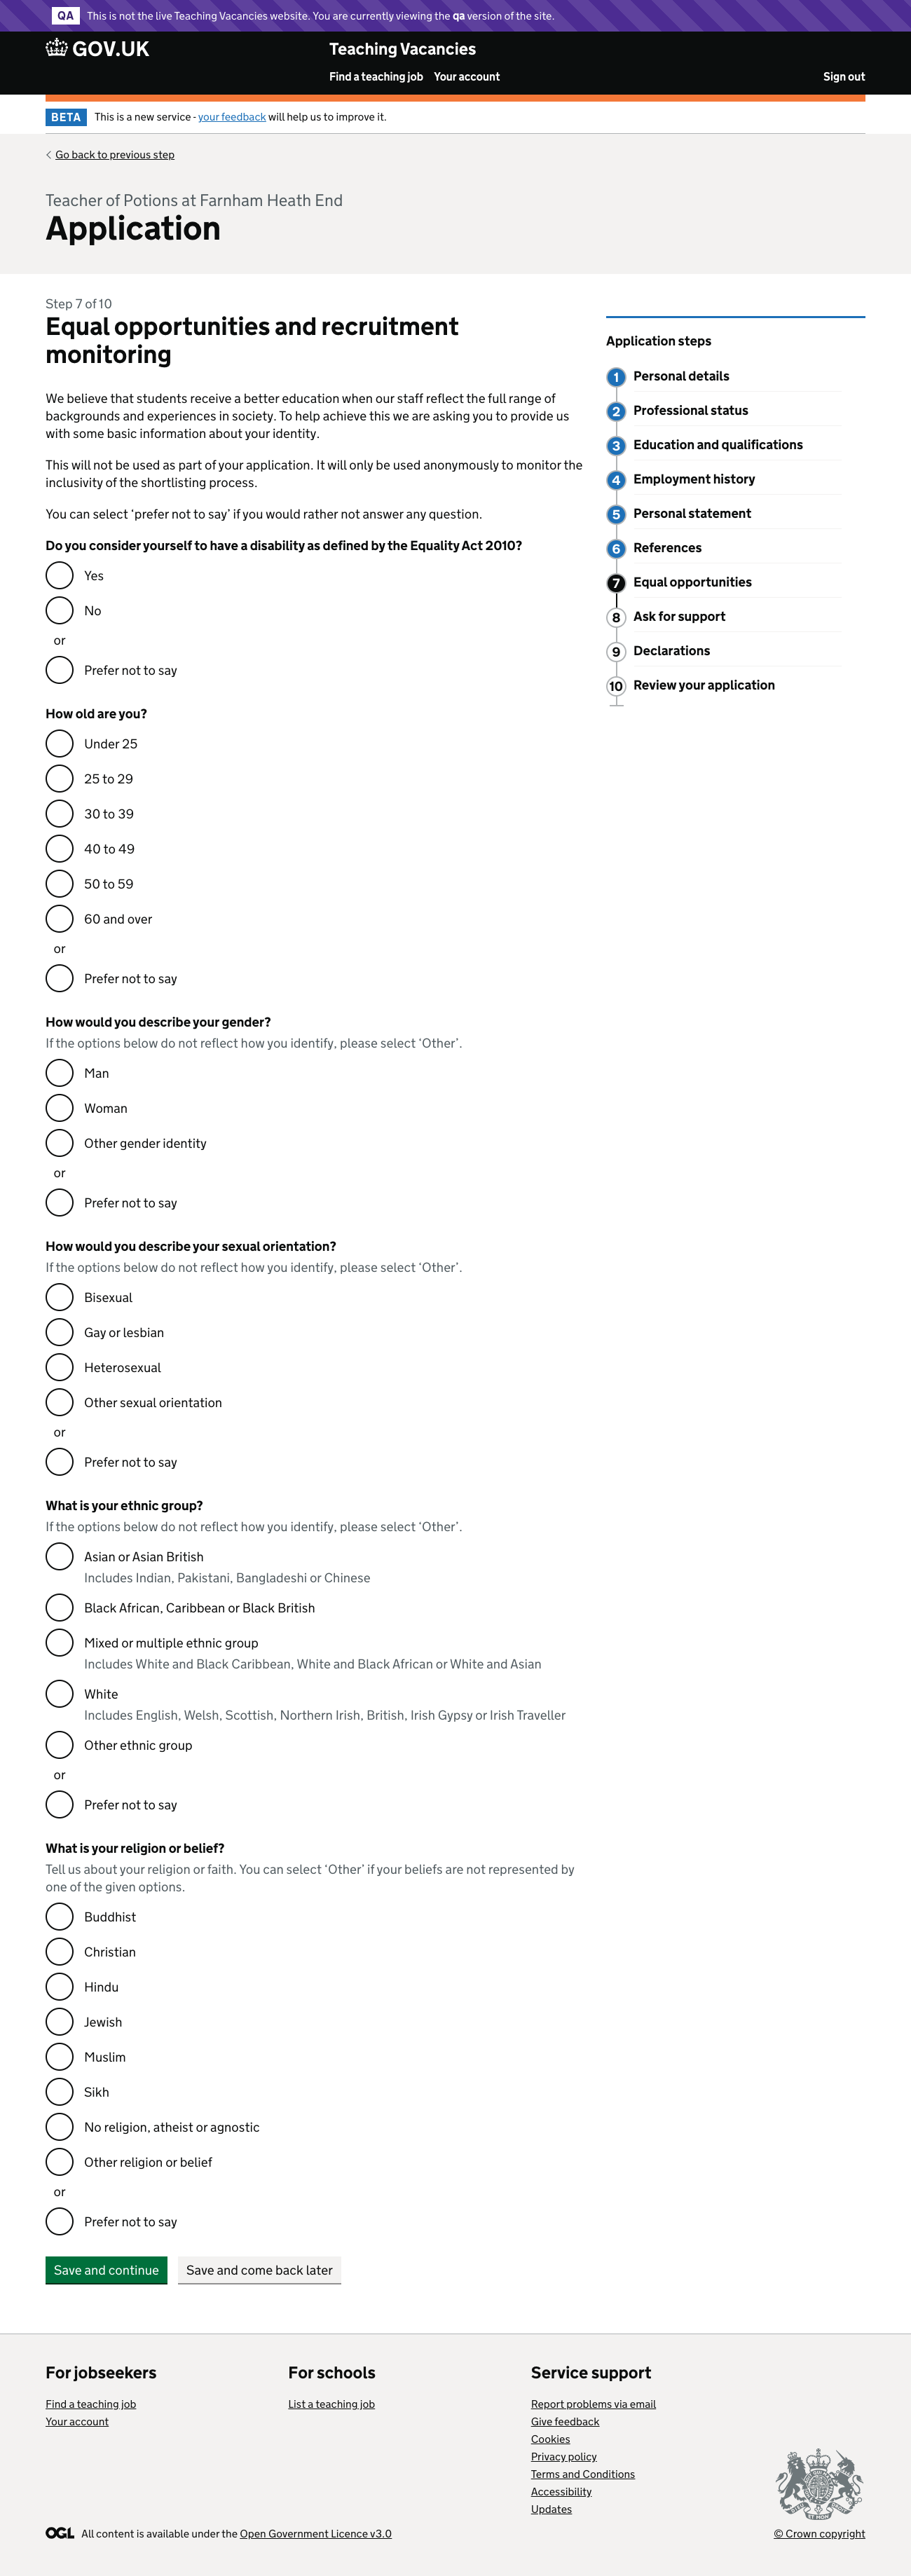 QA This is not the live Teaching Vacancies website. You are currently viewing the qa version of the site.
GOV.UK
Teaching Vacancies
Find a teaching job Your account Sign out
BETA This is a new service - your feedback will help us to improve it.
Go back to previous step
Teacher of Potions at Farnham Heath End
Application
Step 7 of 10
Equal opportunities and recruitment
monitoring
We believe that students receive a better education when our staff reflect the full range of
backgrounds and experiences in society. To help achieve this we are asking you to provide us
with some basic information about your identity.
This will not be used as part of your application. It will only be used anonymously to monitor the
inclusivity of the shortlisting process.
You can select ‘prefer not to say’ if you would rather not answer any question.
Do you consider yourself to have a disability as defined by the Equality Act 2010?
Yes
No
or
Prefer not to say
How old are you?
Under 25
25 to 29
30 to 39
40 to 49
50 to 59
60 and over
or
Prefer not to say
How would you describe your gender?
If the options below do not reflect how you identify, please select ‘Other’.
Man
Woman
Other gender identity
or
Prefer not to say
How would you describe your sexual orientation?
If the options below do not reflect how you identify, please select ‘Other’.
Bisexual
Gay or lesbian
Heterosexual
Other sexual orientation
or
Prefer not to say
What is your ethnic group?
If the options below do not reflect how you identify, please select ‘Other’.
Asian or Asian British
Includes Indian, Pakistani, Bangladeshi or Chinese
Black African, Caribbean or Black British
Mixed or multiple ethnic group
Includes White and Black Caribbean, White and Black African or White and Asian
White
Includes English, Welsh, Scottish, Northern Irish, British, Irish Gypsy or Irish Traveller
Other ethnic group
or
Prefer not to say
What is your religion or belief?
Tell us about your religion or faith. You can select ‘Other’ if your beliefs are not represented by
one of the given options.
Buddhist
Christian
Hindu
Jewish
Muslim
Sikh
No religion, atheist or agnostic
Other religion or belief
or
Prefer not to say
Save and continue Save and come back later
Application steps
1 Personal details
2 Professional status
3 Education and qualifications
4 Employment history
5 Personal statement
6 References
7 Equal opportunities
8 Ask for support
9 Declarations
10 Review your application
For jobseekers
Find a teaching job
Your account
For schools
List a teaching job
Service support
Report problems via email
Give feedback
Cookies
Privacy policy
Terms and Conditions
Accessibility
Updates
OGL All content is available under the Open Government Licence v3.0
© Crown copyright